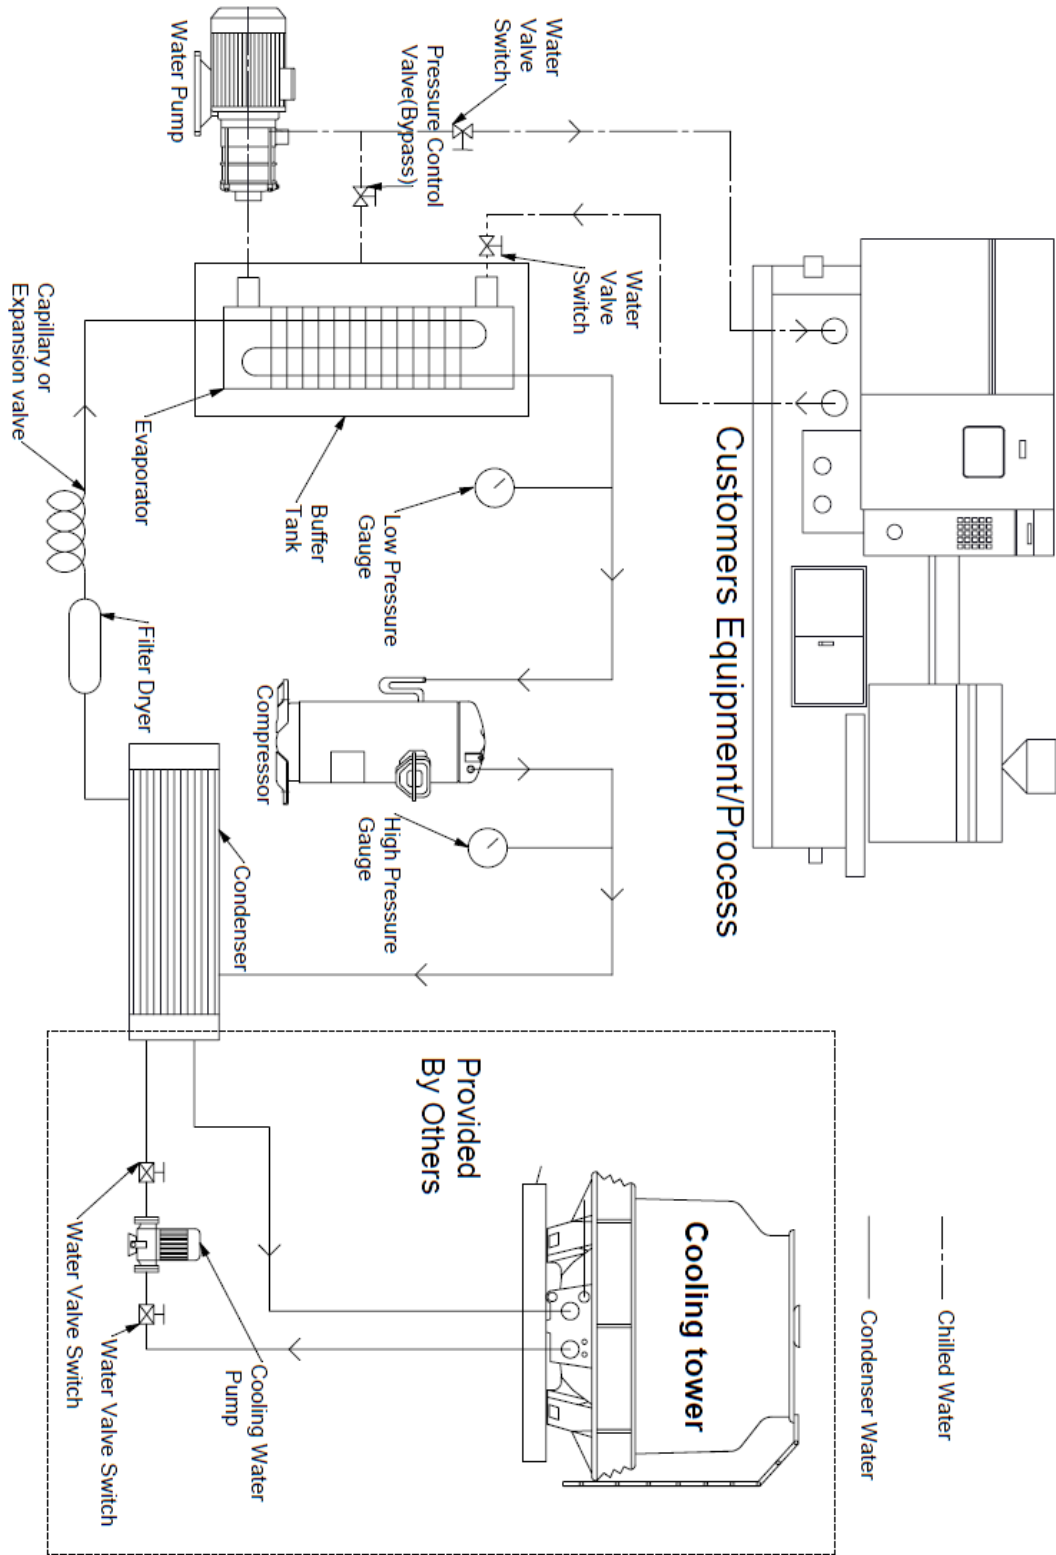 Customers Equipment/Process
Water
Valve
Switch
Pressure Control
Valve(Bypass)
Water Pump
Water
Valve
Switch
Capillary or
Expansion valve
Evaporator
Buffer
Tank
Low Pressure
Gauge
Filter Dryer
Compressor
High Pressure
Gauge
Condenser
Provided
By Others
Cooling tower
Chilled Water
Condenser Water
Water Valve Switch
Water Valve Switch
Cooling Water
Pump